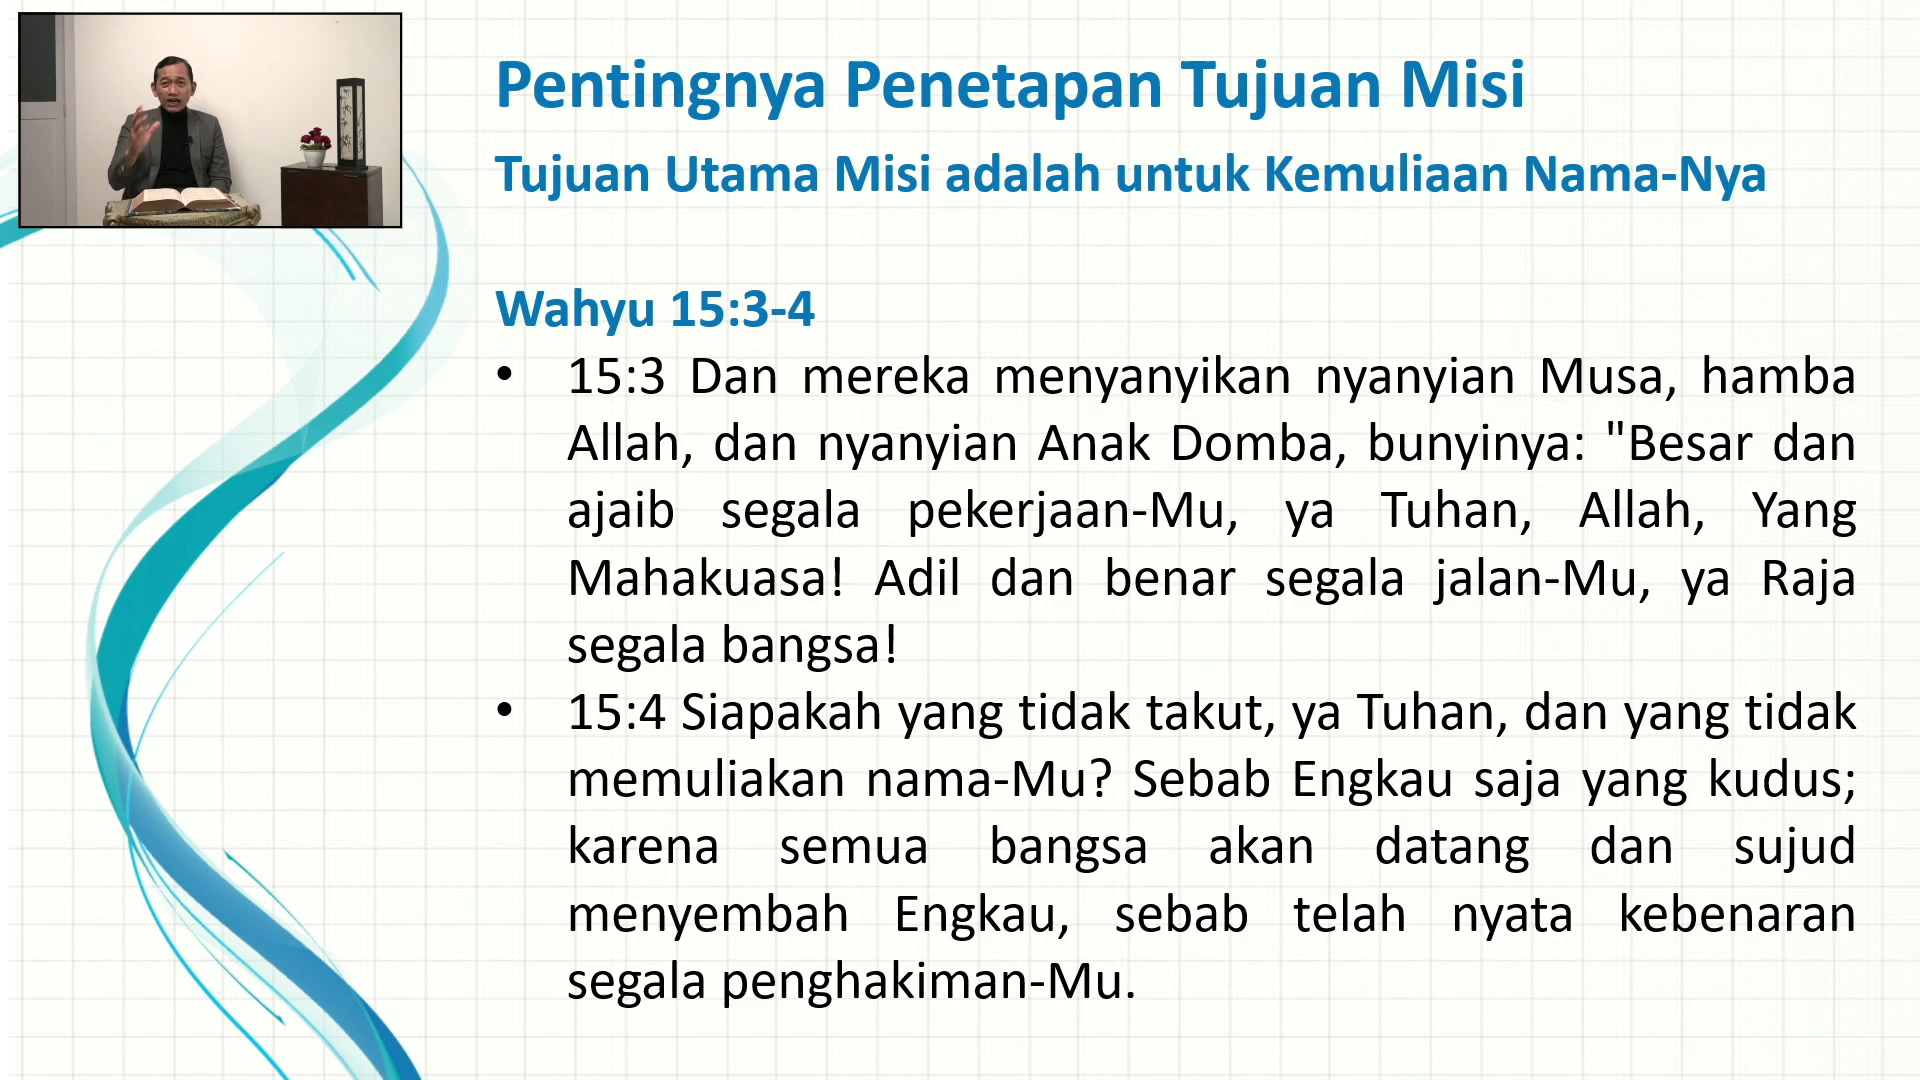 Pentingnya Penetapan Tujuan Misi
Tujuan Utama Misi adalah untuk Kemuliaan Nama-Nya
Wahyu 15:3-4
• 15:3 Dan mereka menyanyikan nyanyian Musa, hamba
Allah, dan nyanyian Anak Domba, bunyinya: "Besar dan
ajaib segala pekerjaan-Mu, ya Tuhan, Allah, Yang
Mahakuasa! Adil dan benar segala jalan-Mu, ya Raja
segala bangsa!
• 15:4 Siapakah yang tidak takut, ya Tuhan, dan yang tidak
memuliakan nama-Mu? Sebab Engkau saja yang kudus;
karena semua bangsa akan datang dan sujud
menyembah Engkau, sebab telah nyata kebenaran
segala penghakiman-Mu.